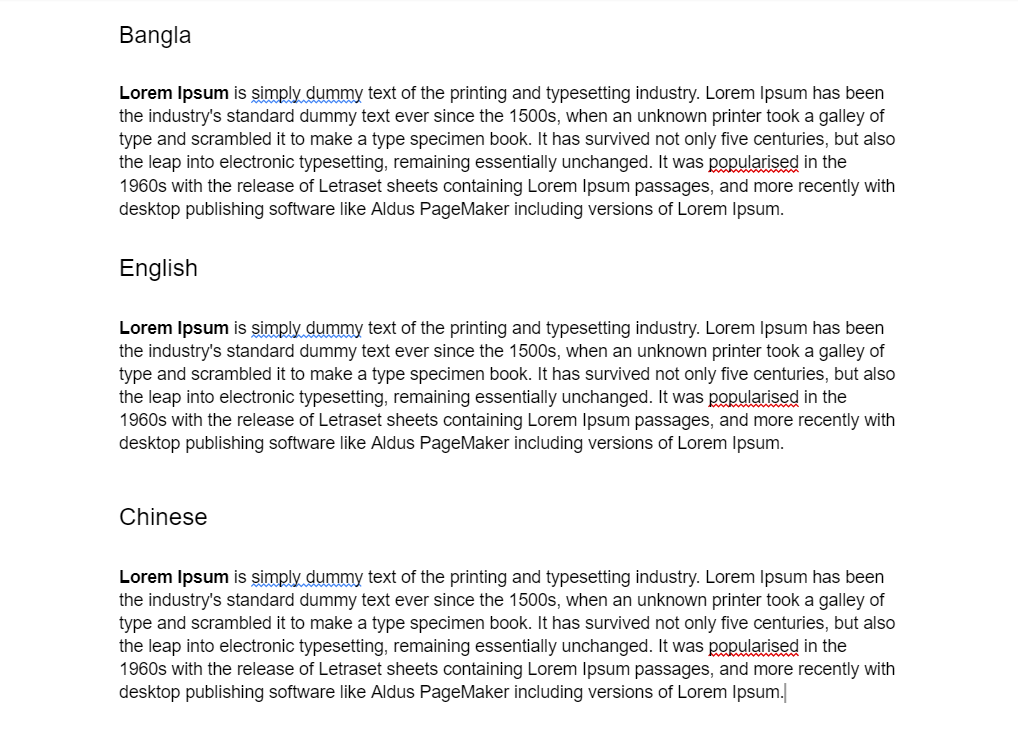 Bangla
Lorem Ipsum is simply dummy text of the printing and typesetting industry. Lorem Ipsum has been
the industry's standard dummy text ever since the 1500s, when an unknown printer took a galley of
type and scrambled it to make a type specimen book. It has survived not only five centuries, but also
the leap into electronic typesetting, remaining essentially unchanged. It was popularised in the
1960s with the release of Letraset sheets containing Lorem Ipsum passages, and more recently with
desktop publishing software like Aldus PageMaker including versions of Lorem Ipsum.
English
Lorem Ipsum is simply dummy text of the printing and typesetting industry. Lorem Ipsum has been
the industry's standard dummy text ever since the 1500s, when an unknown printer took a galley of
type and scrambled it to make a type specimen book. It has survived not only five centuries, but also
the leap into electronic typesetting, remaining essentially unchanged. It was popularised in the
1960s with the release of Letraset sheets containing Lorem Ipsum passages, and more recently with
desktop publishing software like Aldus PageMaker including versions of Lorem Ipsum.
Chinese
Lorem Ipsum is simply dummy text of the printing and typesetting industry. Lorem Ipsum has been
the industry's standard dummy text ever since the 1500s, when an unknown printer took a galley of
type and scrambled it to make a type specimen book. It has survived not only five centuries, but also
the leap into electronic typesetting, remaining essentially unchanged. It was popularised in the
1960s with the release of Letraset sheets containing Lorem Ipsum passages, and more recently with
desktop publishing software like Aldus PageMaker including versions of Lorem Ipsum.